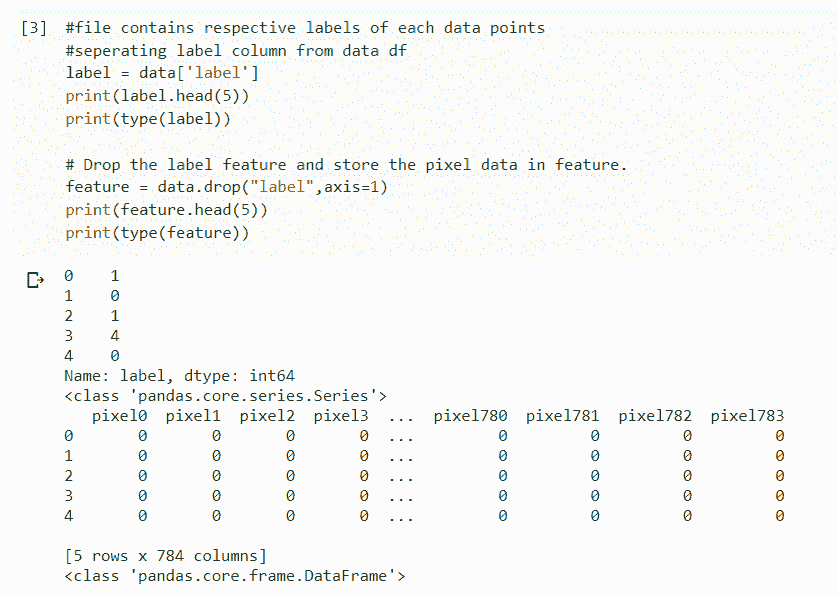 [3] #file contains respective labels of each data points
#seperating label column from data df
label = data['label']
print(label.head(5))
print(type(label))
# Drop the label feature and store the pixel data in feature.
feature = data.drop("label",axis=1)
print(feature.head(5))
print(type(feature))
0 1
1 0
2 1
3 4
4 0
Name: label, dtype: int64
<class 'pandas.core.series.Series'>
pixel0 pixel1 pixel2 pixel3 ... pixel780 pixel781 pixel782 pixel783
0 0 0 0 0 ... 0 0 0 0
1 0 0 0 0 ... 0 0 0 0
2 0 0 0 0 ... 0 0 0 0
3 0 0 0 0 ... 0 0 0 0
4 0 0 0 0 ... 0 0 0 0
[5 rows x 784 columns]
<class 'pandas.core.frame.DataFrame'>